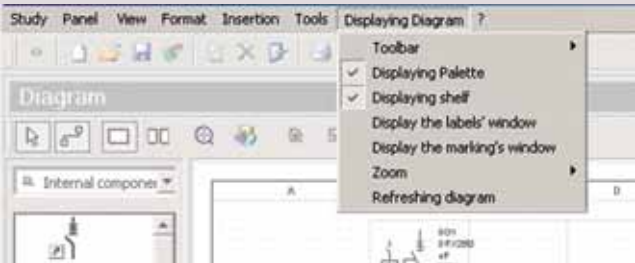 Study Panel View Format Insertion Tools Displaying Diagram ?
Toolbar
Displaying Palette
Displaying shelf
Display the labels' window
Display the marking's window
Zoom
Refreshing diagram
Diagram
Internal componer
A
D